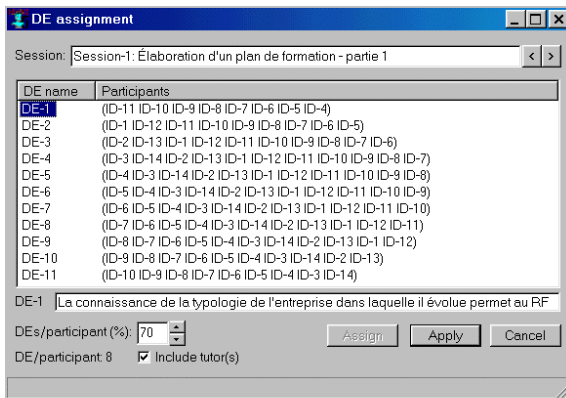 DE assignment
Session: Session-1: Élaboration d'un plan de formation - partie 1 < >
DE name Participants
DE-1 (ID-11 ID-10 ID-9 ID-8 ID-7 ID-6 ID-5 ID-4)
DE-2 (ID-1 ID-12 ID-11 ID-10 ID-9 ID-8 ID-7 ID-6 ID-5)
DE-3 (ID-2 ID-13 ID-1 ID-12 ID-11 ID-10 ID-9 ID-8 ID-7 ID-6)
DE-4 (ID-3 ID-14 ID-2 ID-13 ID-1 ID-12 ID-11 ID-10 ID-9 ID-8 ID-7)
DE-5 (ID-4 ID-3 ID-14 ID-2 ID-13 ID-1 ID-12 ID-11 ID-10 ID-9 ID-8)
DE-6 (ID-5 ID-4 ID-3 ID-14 ID-2 ID-13 ID-1 ID-12 ID-11 ID-10 ID-9)
DE-7 (ID-6 ID-5 ID-4 ID-3 ID-14 ID-2 ID-13 ID-1 ID-12 ID-11 ID-10)
DE-8 (ID-7 ID-6 ID-5 ID-4 ID-3 ID-14 ID-2 ID-13 ID-1 ID-12 ID-11)
DE-9 (ID-8 ID-7 ID-6 ID-5 ID-4 ID-3 ID-14 ID-2 ID-13 ID-1 ID-12)
DE-10 (ID-9 ID-8 ID-7 ID-6 ID-5 ID-4 ID-3 ID-14 ID-2 ID-13)
DE-11 (ID-10 ID-9 ID-8 ID-7 ID-6 ID-5 ID-4 ID-3 ID-14)
DE-1 La connaissance de la typologie de l'entreprise dans laquelle il évolue permet au RF
DEs/participant (%): 70 Assign Apply Cancel
DE/participant: 8 Include tutor(s)